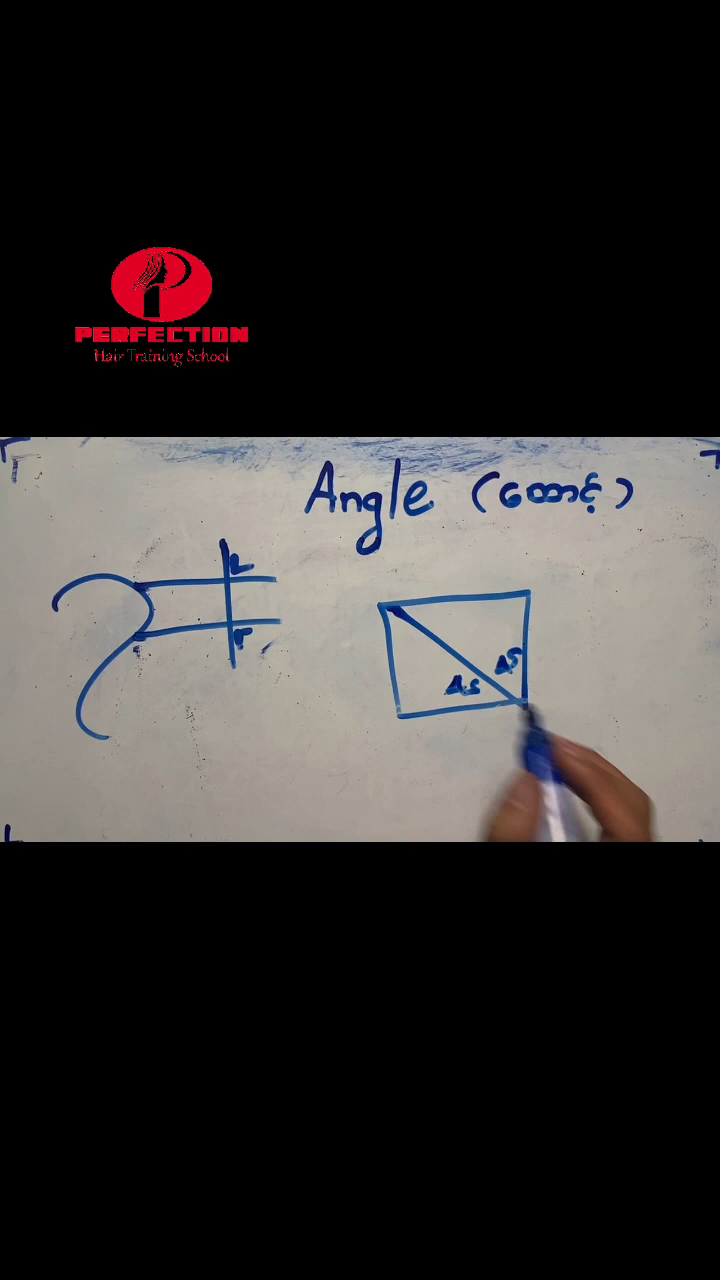 PERFECTION
Hair Training School
Angle (ထောင့်)
45
45